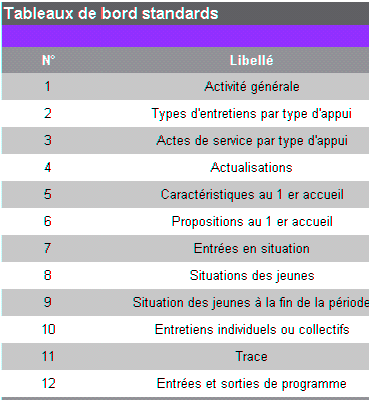 Tableaux de bord standards
N° Libellé
1 Activité générale
2 Types d'entretiens par type d'appui
3 Actes de service par type d'appui
4 Actualisations
5 Caractéristiques au 1 er accueil
6 Propositions au 1 er accueil
7 Entrées en situation
8 Situations des jeunes
9 Situation des jeunes à la fin de la période
10 Entretiens individuels ou collectifs
11 Trace
12 Entrées et sorties de programme